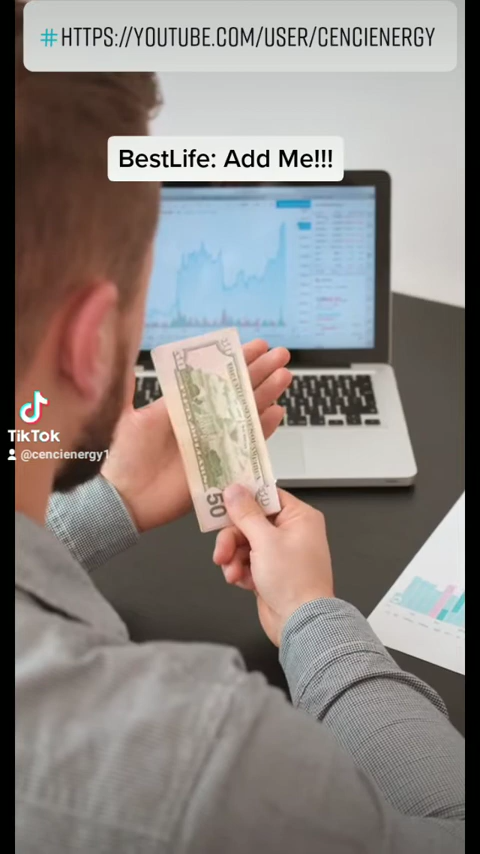 #HTTPS://YOUTUBE.COM/USER/CENCIENERGY
BestLife: Add Me!!!
TikTok
@cencienergy1
50